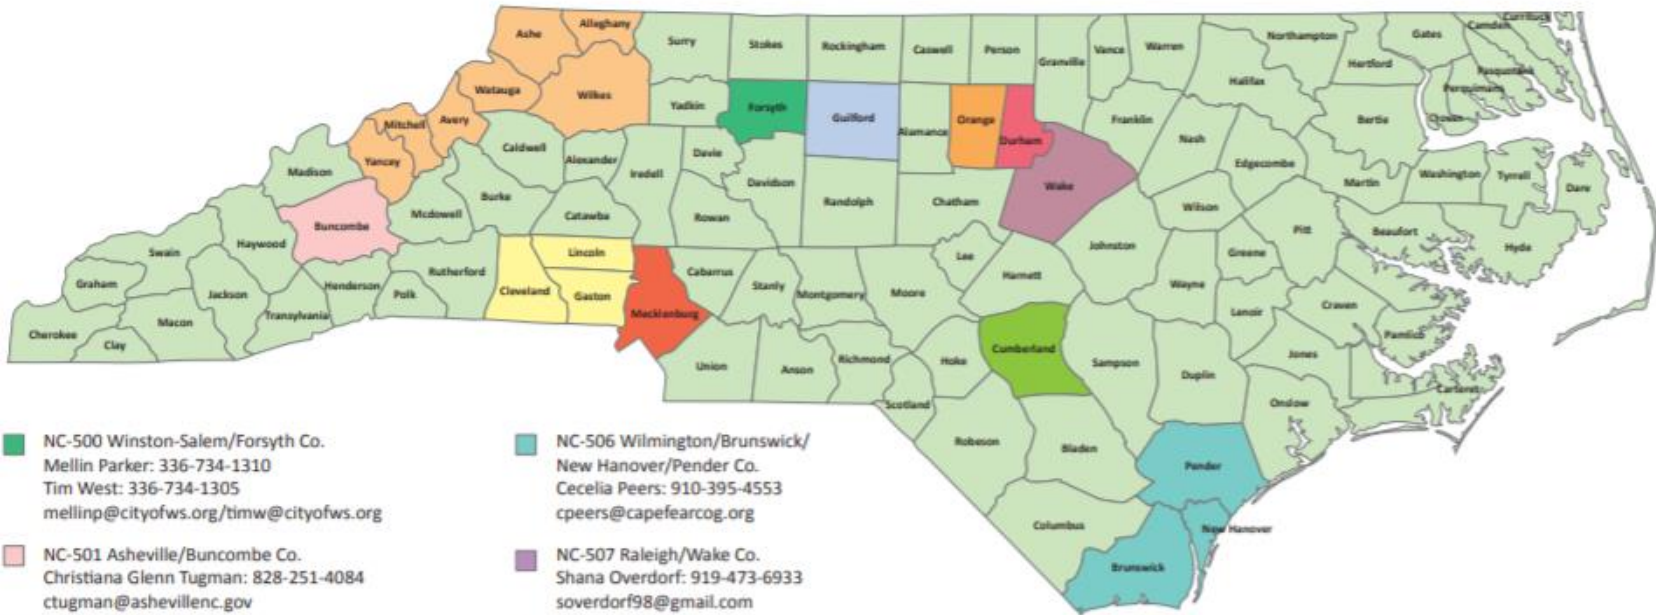 Ashe
Alleghany
Surry
Stokes
Rockingham
Caswell
Person
Granville
Vance
Warren
Northampton
Gates
Camden
Currituck
Hertford
Halifax
Pasquotank
Perquimans
Chowan
Watauga
Wilkes
Yadkin
Forsyth
Guilford
Alamance
Orange
Durham
Franklin
Nash
Bertie
Edgecombe
Mitchell
Avery
Yancey
Madison
Caldwell
Alexander
Iredell
Davie
Davidson
Randolph
Chatham
Wake
Wilson
Martin
Washington
Tyrrell
Dare
Buncombe
Mcdowell
Burke
Catawba
Rowan
Johnston
Greene
Pitt
Beaufort
Hyde
Swain
Haywood
Graham
Jackson
Henderson
Polk
Rutherford
Cleveland
Lincoln
Gaston
Mecklenburg
Cabarrus
Stanly
Montgomery
Moore
Lee
Harnett
Wayne
Lenoir
Craven
Pamlico
Cherokee
Clay
Macon
Transylvania
Union
Anson
Richmond
Scotland
Hoke
Cumberland
Sampson
Duplin
Jones
Onslow
Carteret
Robeson
Bladen
Pender
Columbus
New Hanover
Brunswick
NC-500 Winston-Salem/Forsyth Co.
Mellin Parker: 336-734-1310
Tim West: 336-734-1305
mellinp@cityofws.org/timw@cityofws.org
NC-501 Asheville/Buncombe Co.
Christiana Glenn Tugman: 828-251-4084
ctugman@ashevillenc.gov
NC-506 Wilmington/Brunswick/
New Hanover/Pender Co.
Cecelia Peers: 910-395-4553
cpeers@capefearcog.org
NC-507 Raleigh/Wake Co.
Shana Overdorf: 919-473-6933
soverdorf98@gmail.com